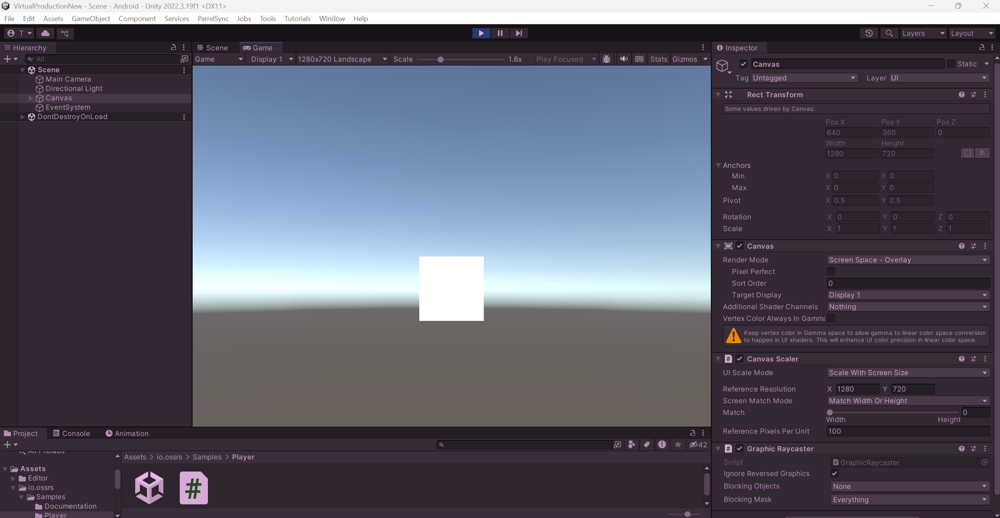 VirtualProductionNew - Scene - Android - Unity 2022.3.19f1 <DX11>
File Edit Assets GameObject Component Services ParrelSync Jobs Tools Tutorials Window Help
T Layers Layout
Hierarchy
All
Scene
Main Camera
Directional Light
Canvas
EventSystem
DontDestroyOnLoad
Scene Game
Game Display 1 1280x720 Landscape Scale 1.6x Play Focused Stats Gizmos
Inspector
Canvas Static
Tag Untagged Layer UI
Rect Transform
Some values driven by Canvas.
Pos X Pos Y Pos Z
640 360 0
Width Height
1280 720 R
Anchors
Min X 0 Y 0
Max X 0 Y 0
Pivot X 0.5 Y 0.5
Rotation X 0 Y 0 Z 0
Scale X 1 Y 1 Z 1
Canvas
Render Mode Screen Space - Overlay
Pixel Perfect
Sort Order 0
Target Display Display 1
Additional Shader Channels Nothing
Vertex Color Always In Gamma
Keep vertex color in Gamma space to allow gamma to linear color space conversion
to happen in UI shaders. This will enhance UI color precision in linear color space.
# Canvas Scaler
UI Scale Mode Scale With Screen Size
Reference Resolution X 1280 Y 720
Screen Match Mode Match Width Or Height
Match 0
Width Height
Reference Pixels Per Unit 100
# Graphic Raycaster
Script # GraphicRaycaster
Ignore Reversed Graphics
Blocking Objects None
Blocking Mask Everything
Project Console Animation
42
All Prefabs
Assets
Editor
io.ossrs
Samples
Documentation
Player
Assets > io.ossrs > Samples > Player
#